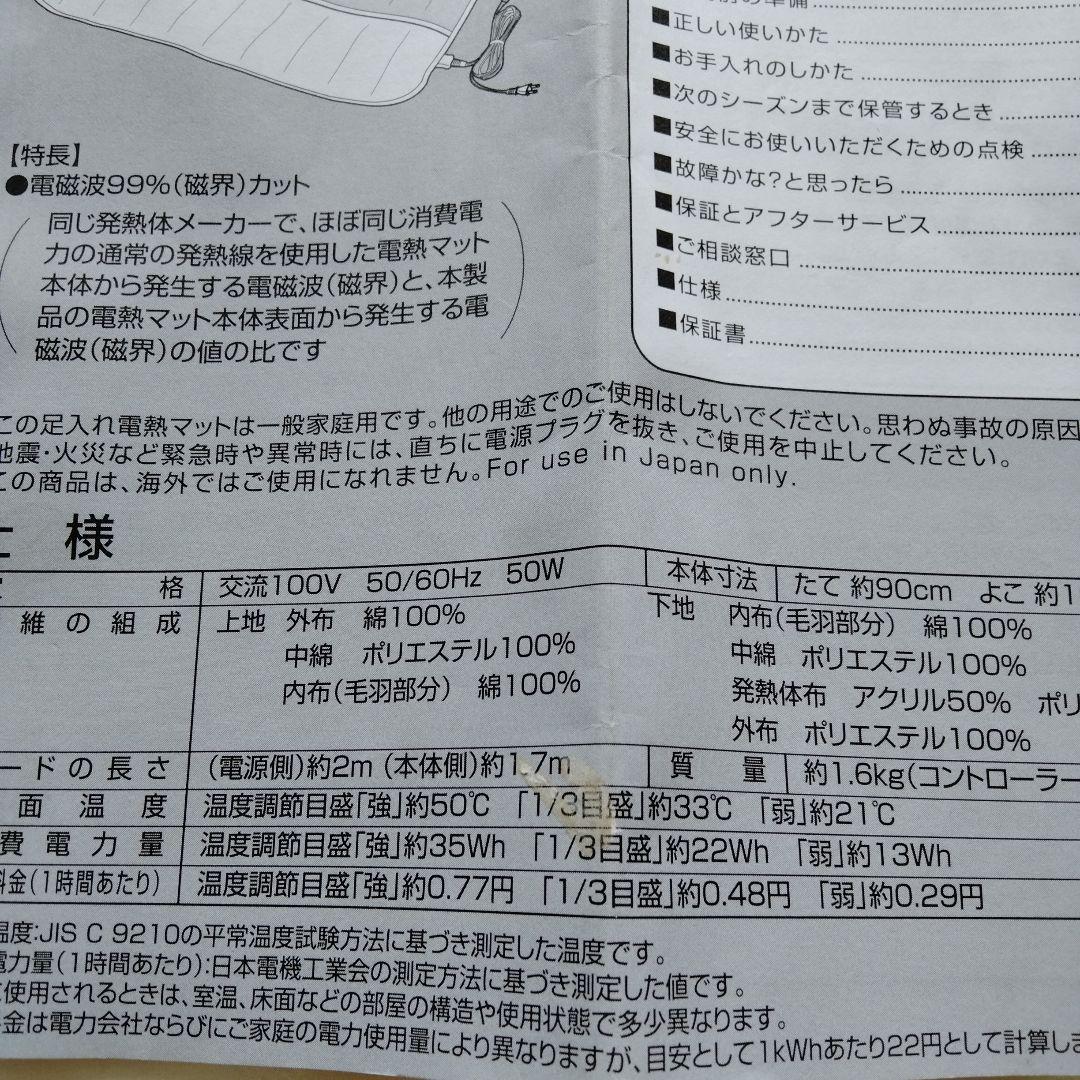 ■正しい使いかた
■お手入れのしかた
■次のシーズンまで保管するとき
■安全にお使いいただくための点検
■故障かな?と思ったら
■保証とアフターサービス
■ご相談窓口
■仕様
■保証書
【特長】
●電磁波99%(磁界)カット
同じ発熱体メーカーで、ほぼ同じ消費電
力の通常の発熱線を使用した電熱マット
本体から発生する電磁波(磁界)と、本製
品の電熱マット本体表面から発生する電
磁波(磁界)の値の比です
この足入れ電熱マットは一般家庭用です。他の用途でのご使用はしないでください。思わぬ事故の原因
地震・火災など緊急時や異常時には、直ちに電源プラグを抜き、ご使用を中止してください。
この商品は、海外ではご使用になれません。For use in Japan only.
仕 様
格 交流100V 50/60Hz 50W 本体寸法 たて 約90cm よこ 約1
維の組成 上地 外布 綿100% 下地 内布(毛羽部分) 綿100%
中綿 ポリエステル100% 中綿 ポリエステル100%
内布(毛羽部分) 綿100% 発熱体布 アクリル50% ポリ
外布 ポリエステル100%
ードの長さ (電源側)約2m (本体側)約1.7m 質 量 約1.6kg(コントローラー
面温度 温度調節目盛「強」約50℃ 「1/3目盛」約33℃ 「弱」約21℃
費電力量 温度調節目盛「強」約35Wh 「1/3目盛」約22Wh 「弱」約13Wh
料金(1時間あたり) 温度調節目盛「強」約0.77円 「1/3目盛」約0.48円 「弱」約0.29円
温度:JIS C 9210の平常温度試験方法に基づき測定した温度です。
電力量(1時間あたり):日本電機工業会の測定方法に基づき測定した値です。
使用されるときは、室温、床面などの部屋の構造や使用状態で多少異なります。
金は電力会社ならびにご家庭の電力使用量により異なりますが、目安として1kWhあたり22円として計算しま